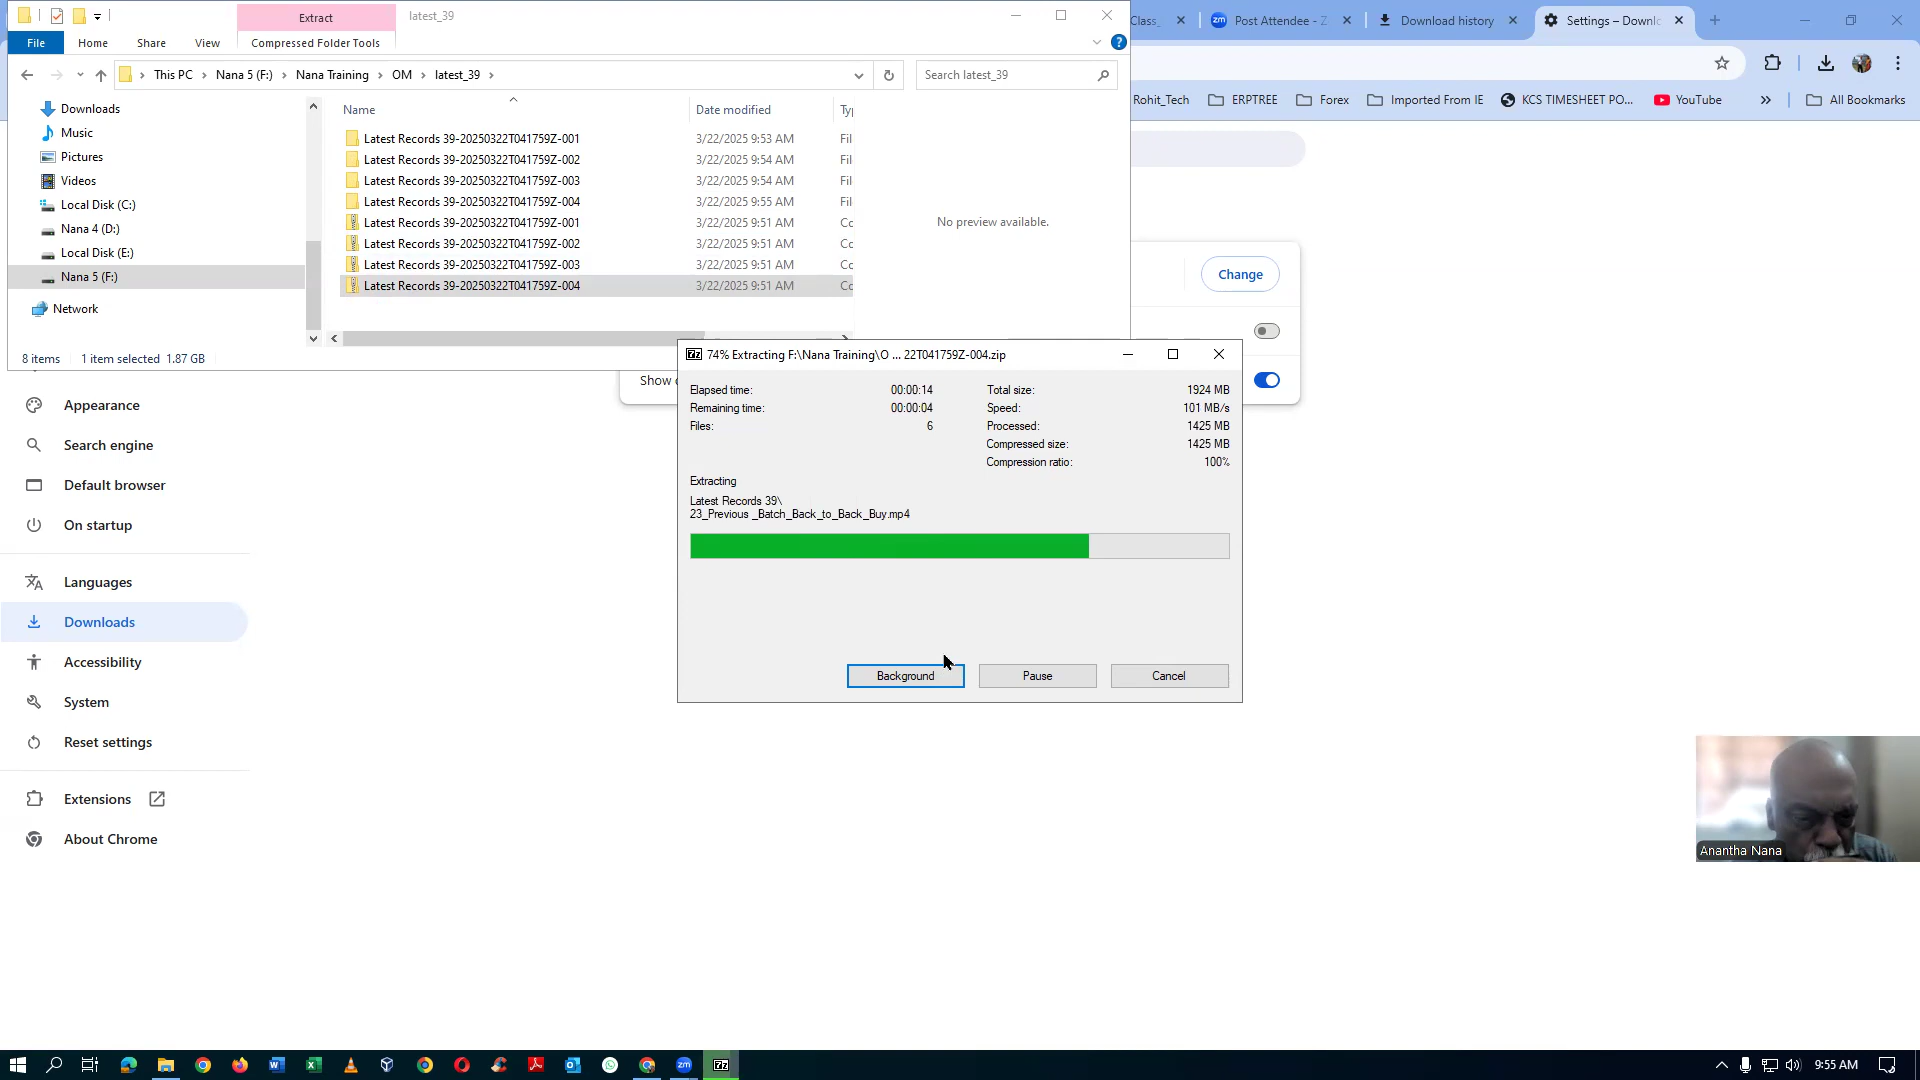 Extract
latest_39
File
Home
Share
View
Compressed Folder Tools
This PC
Nana 5 (F:)
Nana Training
OM
latest_39
Search latest_39
Class_
Post Attendee - Z
Download history
Settings – Downlo
Rohit_Tech
ERPTREE
Forex
Imported From IE
KCS TIMESHEET PO...
YouTube
All Bookmarks
Downloads
Music
Pictures
Videos
Local Disk (C:)
Nana 4 (D:)
Local Disk (E:)
Nana 5 (F:)
Network
Name
Date modified
Ty
Latest Records 39-20250322T041759Z-001 3/22/2025 9:53 AM Fil
Latest Records 39-20250322T041759Z-002 3/22/2025 9:54 AM Fil
Latest Records 39-20250322T041759Z-003 3/22/2025 9:54 AM Fil
Latest Records 39-20250322T041759Z-004 3/22/2025 9:55 AM Fil
Latest Records 39-20250322T041759Z-001 3/22/2025 9:51 AM Co
Latest Records 39-20250322T041759Z-002 3/22/2025 9:51 AM Co
Latest Records 39-20250322T041759Z-003 3/22/2025 9:51 AM Co
Latest Records 39-20250322T041759Z-004 3/22/2025 9:51 AM Co
No preview available.
8 items 1 item selected 1.87 GB
Change
Show
74% Extracting F:\Nana Training\O ... 22T041759Z-004.zip
Elapsed time: 00:00:14 Total size: 1924 MB
Remaining time: 00:00:04 Speed: 101 MB/s
Files: 6 Processed: 1425 MB
Compressed size: 1425 MB
Compression ratio: 100%
Extracting
Latest Records 39\
23_Previous _Batch_Back_to_Back_Buy.mp4
Background
Pause
Cancel
Appearance
Search engine
Default browser
On startup
Languages
Downloads
Accessibility
System
Reset settings
Extensions
About Chrome
Anantha Nana
9:55 AM